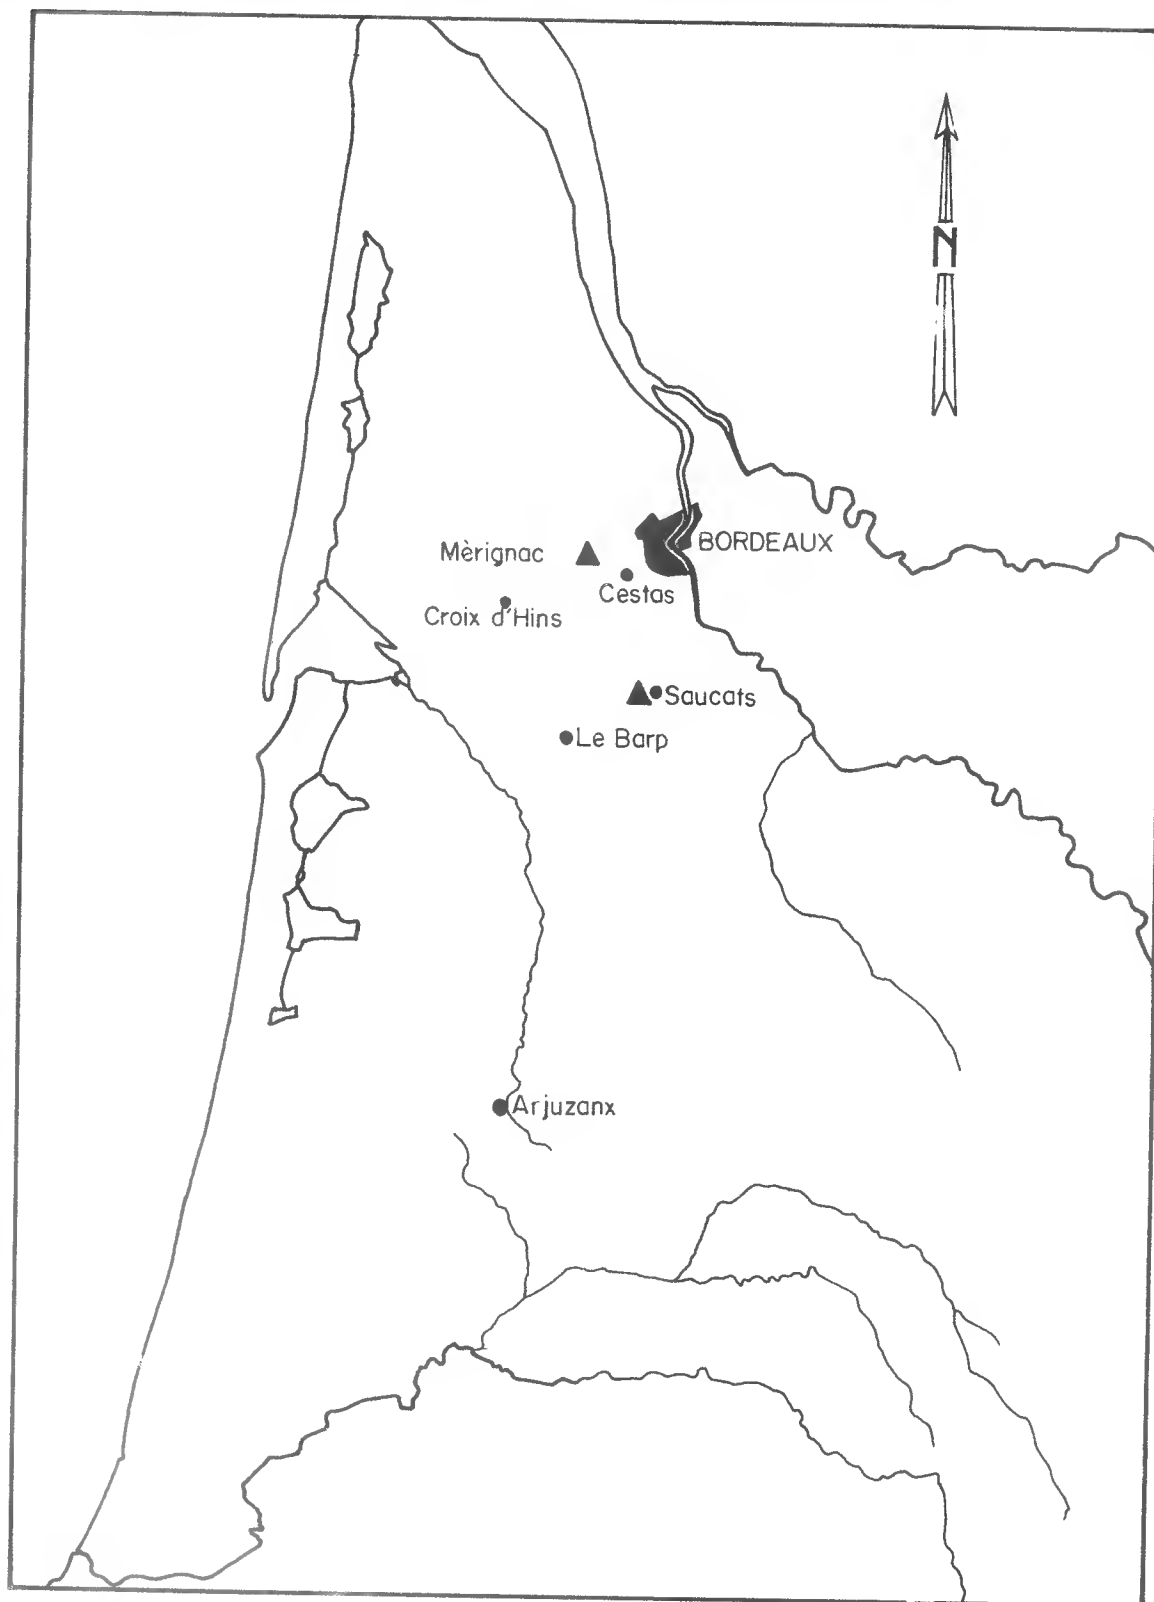 N
BORDEAUX
Mèrignac
Cestas
Croix d'Hins
Saucats
Le Barp
Arjuzanx